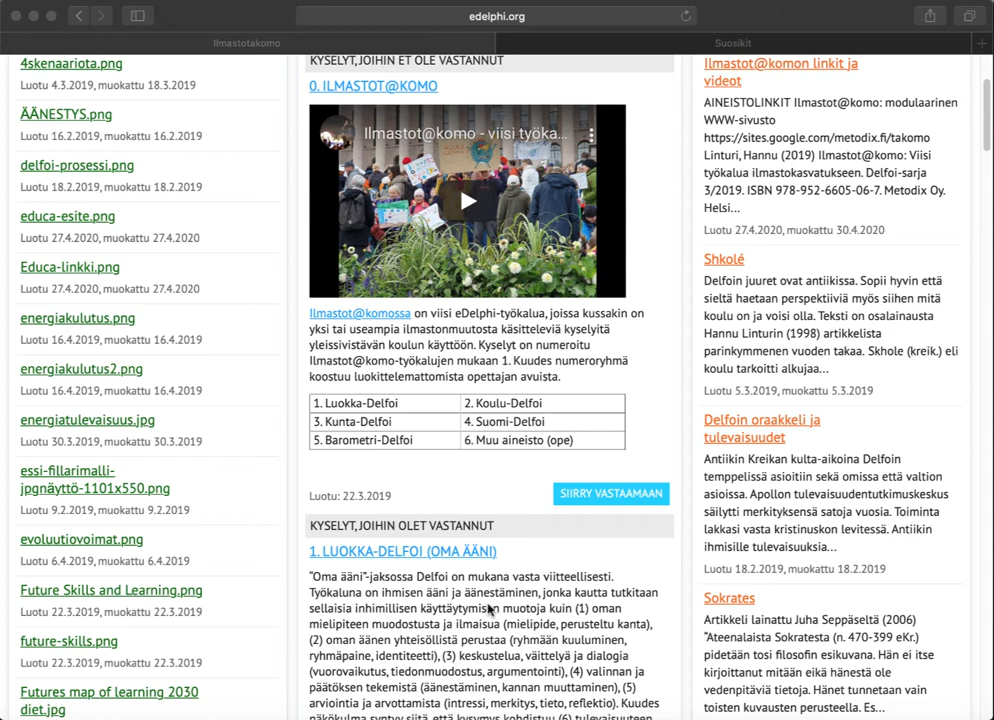 edelphi.org
Ilmastotakomo
Suosikit
4skenaariota.png
Luotu 4.3.2019, muokattu 18.3.2019
ÄÄNESTYS.png
Luotu 16.2.2019, muokattu 16.2.2019
delfoi-prosessi.png
Luotu 18.2.2019, muokattu 18.2.2019
educa-esite.png
Luotu 27.4.2020, muokattu 27.4.2020
Educa-linkki.png
Luotu 27.4.2020, muokattu 27.4.2020
energiakulutus.png
Luotu 16.4.2019, muokattu 16.4.2019
energiakulutus2.png
Luotu 16.4.2019, muokattu 16.4.2019
energiatulevaisuus.jpg
Luotu 30.3.2019, muokattu 30.3.2019
essi-fillarimalli-
jpgnäyttö-1101x550.png
Luotu 9.2.2019, muokattu 9.2.2019
evoluutiovoimat.png
Luotu 6.4.2019, muokattu 6.4.2019
Future Skills and Learning.png
Luotu 22.3.2019, muokattu 22.3.2019
future-skills.png
Luotu 22.3.2019, muokattu 22.3.2019
Futures map of learning 2030
diet.jpg
KYSELYT, JOIHIN ET OLE VASTANNUT
0. ILMASTOT@KOMO
Ilmastot@komo - viisi työka...
Ilmastot@komossa on viisi eDelphi-työkalua, joissa kussakin on
yksi tai useampia ilmastonmuutosta käsitteleviä kyselyitä
yleissivistävän koulun käyttöön. Kyselyt on numeroitu
Ilmastot@komo-työkalujen mukaan 1. Kuudes numeroryhmä
koostuu luokittelemattomista opettajan avuista.
1. Luokka-Delfoi 2. Koulu-Delfoi
3. Kunta-Delfoi 4. Suomi-Delfoi
5. Barometri-Delfoi 6. Muu aineisto (ope)
Luotu: 22.3.2019
SIIRRY VASTAAMAAN
KYSELYT, JOIHIN OLET VASTANNUT
1. LUOKKA-DELFOI (OMA ÄÄNI)
"Oma ääni"-jaksossa Delfoi on mukana vasta viitteellisesti.
Työkaluna on ihmisen ääni ja äänestäminen, jonka kautta tutkitaan
sellaisia inhimillisen käyttäytymisen muotoja kuin (1) oman
mielipiteen muodostusta ja ilmaisua (mielipide, perusteltu kanta),
(2) oman äänen yhteisöllistä perustaa (ryhmään kuuluminen,
ryhmäpaine, identiteetti), (3) keskustelua, väittelyä ja dialogia
(vuorovaikutus, tiedonmuodostus, argumentointi), (4) valinnan ja
päätöksen tekemistä (äänestäminen, kannan muuttaminen), (5)
arviointia ja arvottamista (intressi, merkitys, tieto, reflektio). Kuudes
näkökulma syntyy siitä, että kysymys kohdistuu (6) tulevaisuuteen
Ilmastot@komon linkit ja
videot
AINEISTOLINKIT Ilmastot@komo: modulaarinen
WWW-sivusto
https://sites.google.com/metodix.fi/takomo
Linturi, Hannu (2019) Ilmastot@komo: Viisi
työkalua ilmastokasvatukseen. Delfoi-sarja
3/2019. ISBN 978-952-6605-06-7. Metodix Oy.
Helsi...
Luotu 27.4.2020, muokattu 30.4.2020
Shkolé
Delfoin juuret ovat antiikissa. Sopii hyvin että
sieltä haetaan perspektiiviä myös siihen mitä
koulu on ja voisi olla. Teksti on osalainausta
Hannu Linturin (1998) artikkelista
parinkymmenen vuoden takaa. Skhole (kreik.) eli
koulu tarkoitti alkujaa...
Luotu 5.3.2019, muokattu 5.3.2019
Delfoin oraakkeli ja
tulevaisuudet
Antiikin Kreikan kulta-aikoina Delfoin
temppelissä asioitiin sekä omissa että valtion
asioissa. Apollon tulevaisuudentutkimuskeskus
säilytti merkityksensä satoja vuosia. Toiminta
lakkasi vasta kristinuskon levitessä. Antiikin
ihmisille tulevaisuuksia...
Luotu 18.2.2019, muokattu 18.2.2019
Sokrates
Artikkeli lainattu Juha Seppäseltä (2006)
"Ateenalaista Sokratesta (n. 470-399 eKr.)
pidetään tosi filosofin esikuvana. Hän ei itse
kirjoittanut mitään eikä hänestä ole
vedenpitäviä tietoja. Hänet tunnetaan vain
toisten kuvausten perusteella. Es...